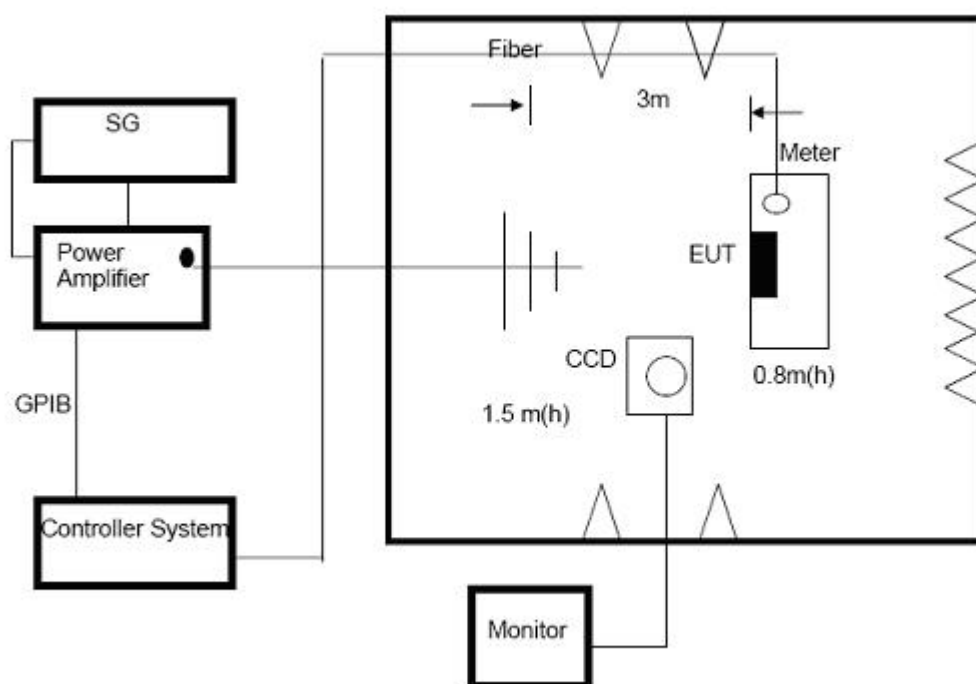 SG
Power
Amplifier
GPIB
Controller System
Fiber
3m
Meter
EUT
CCD
0.8m(h)
1.5 m(h)
Monitor